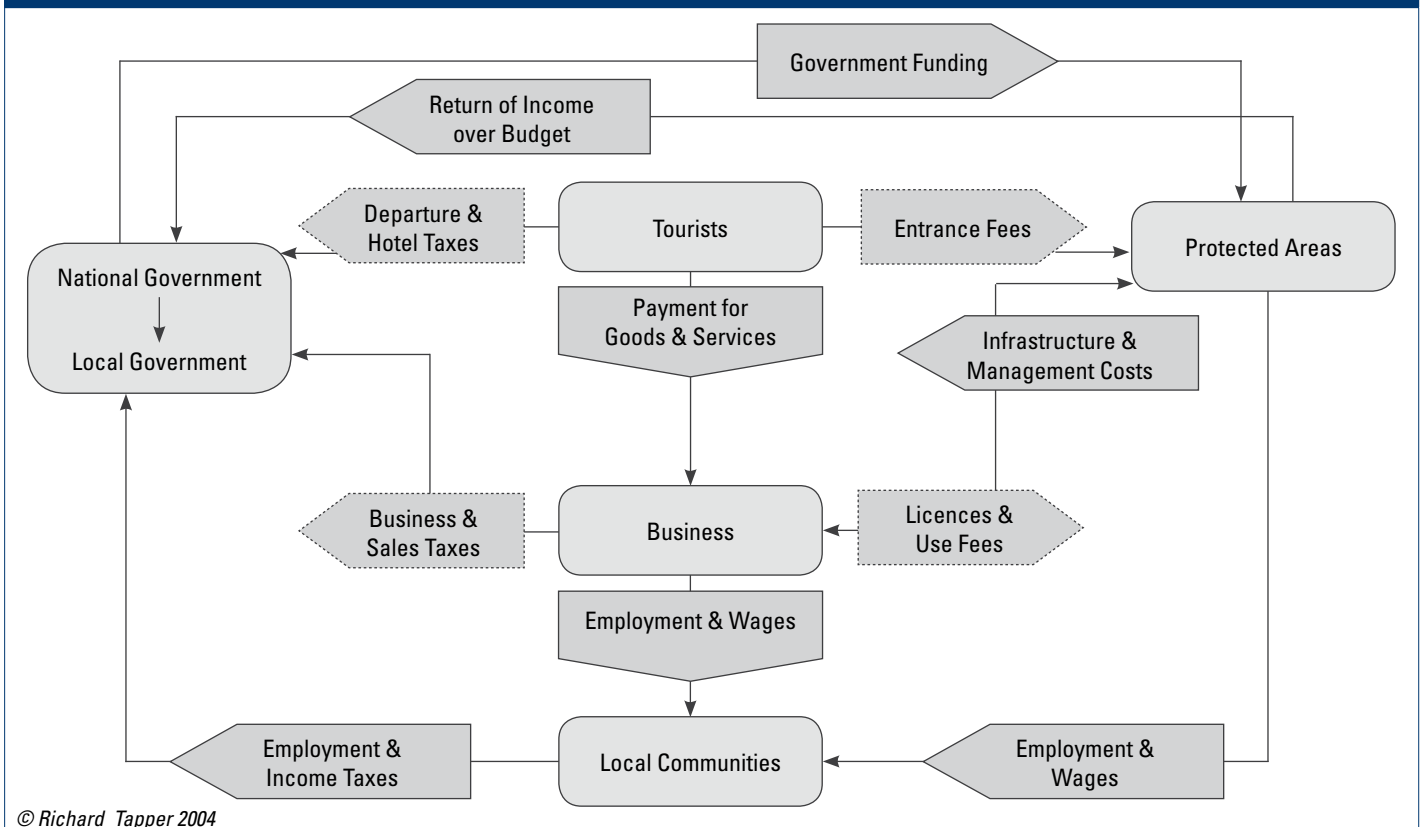 Government Funding
Return of Income
over Budget
Departure &
Hotel Taxes
Tourists
Entrance Fees
Protected Areas
National Government
Local Government
Payment for
Goods & Services
Infrastructure &
Management Costs
Business &
Sales Taxes
Business
Licences &
Use Fees
Employment & Wages
Employment &
Income Taxes
Local Communities
Employment &
Wages
© Richard Tapper 2004